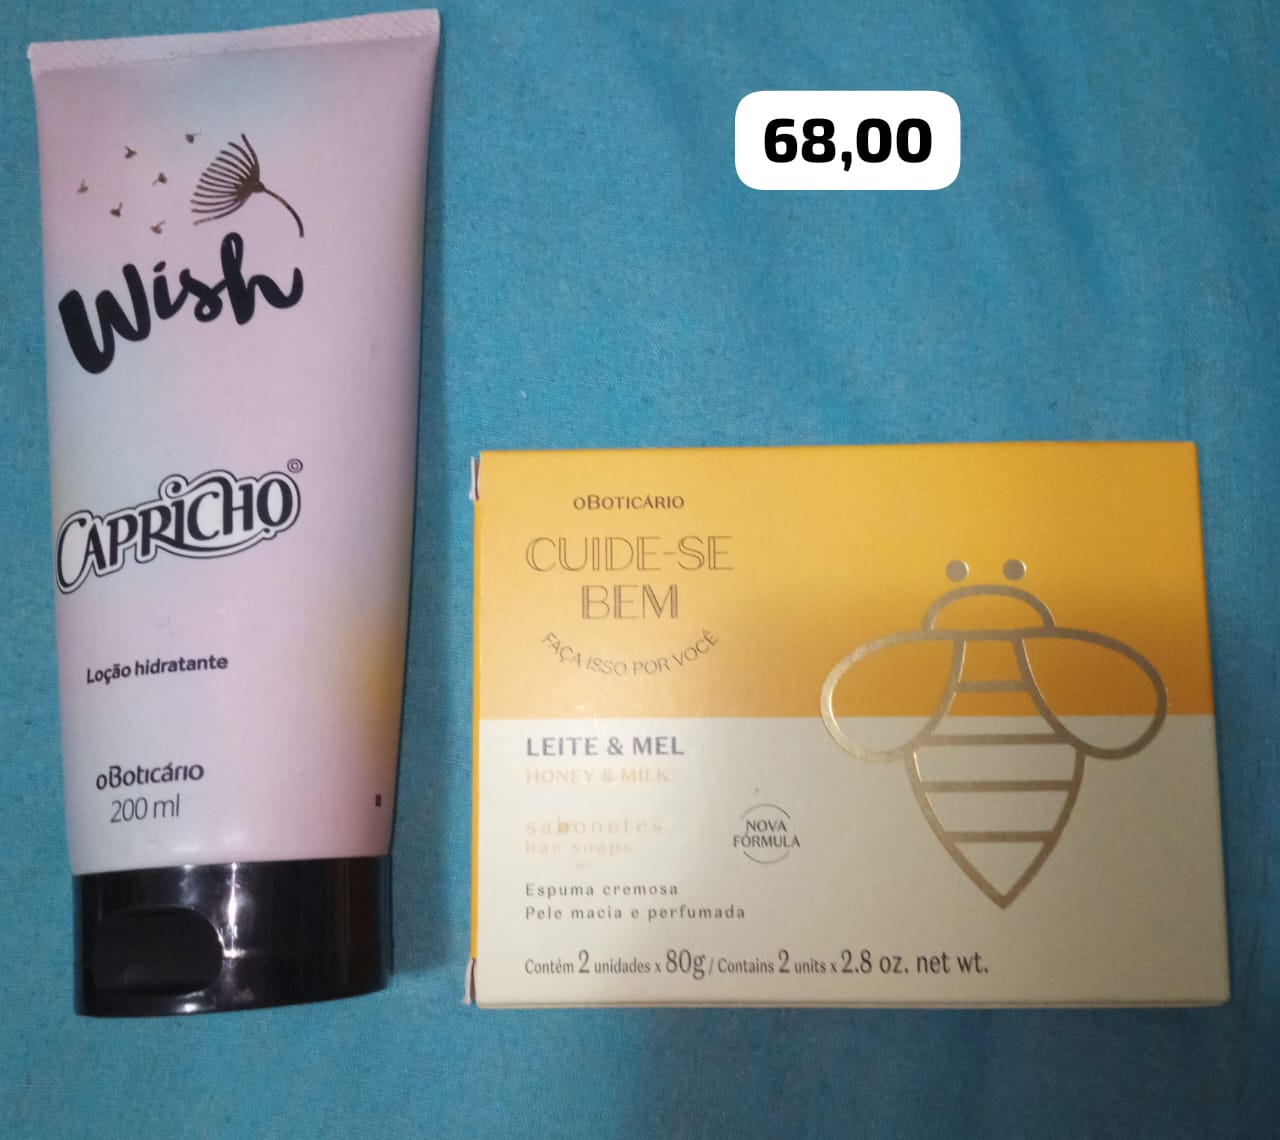 Wish
CAPRICHO
©
Loção hidratante
oBoticário
200 ml
68,00
oBOTICÁRIO
CUIDE-SE
BEM
FAÇA ISSO POR VOCÊ
LEITE & MEL
HONEY & MILK
sabonetes
bar soaps
NOVA
FÓRMULA
Espuma cremosa
Pele macia e perfumada
Contém 2 unidades x 80g / Contains 2 units x 2.8 oz. net wt.